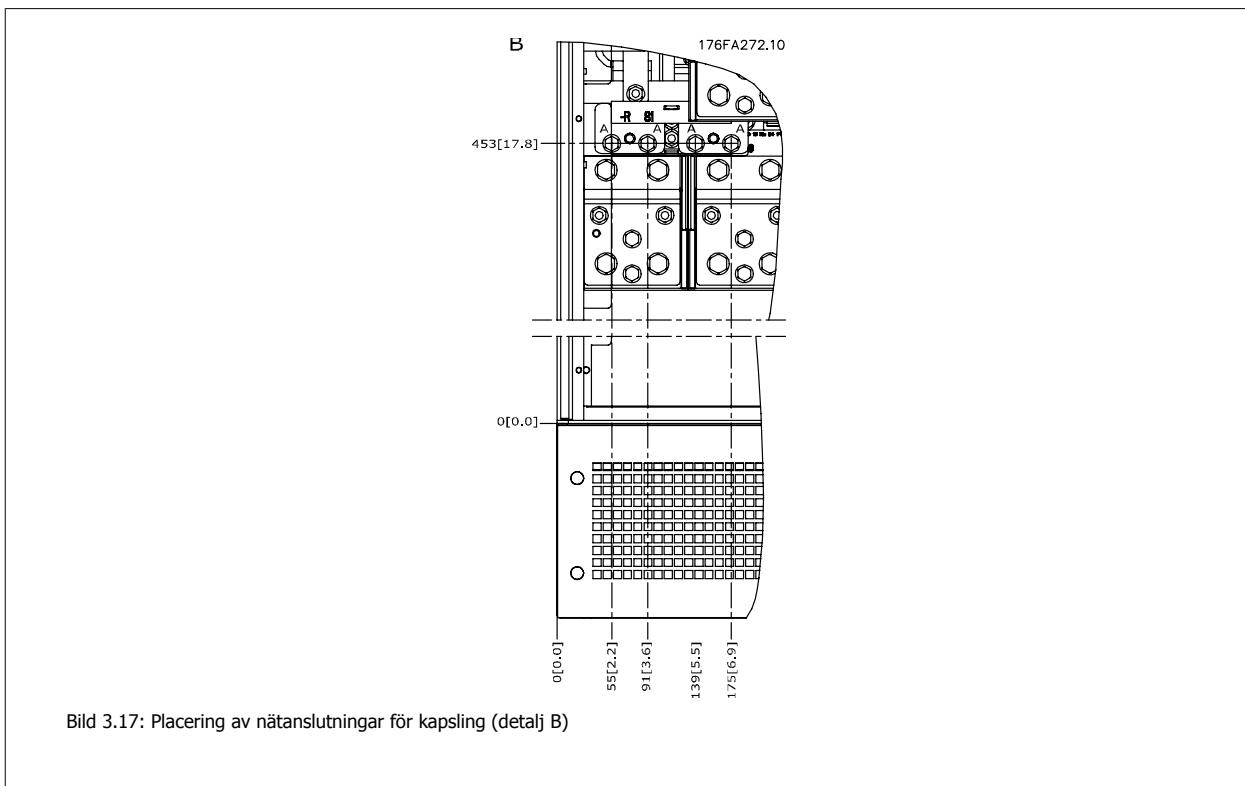 B
176FA272.10
-R 81
A A A A
453[17.8]
0[0.0]
0[0.0]
55[2.2]
91[3.6]
139[5.5]
175[6.9]
Bild 3.17: Placering av nätanslutningar för kapsling (detalj B)